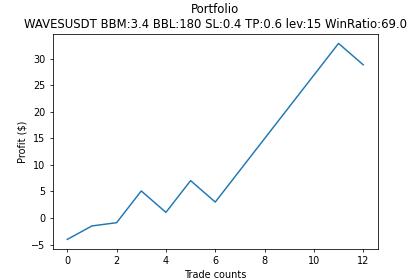 Portfolio
WAVESUSDT BBM:3.4 BBL:180 SL:0.4 TP:0.6 lev:15 WinRatio:69.0
30
25
20
15
10
5
0
−5
Profit ($)
0 2 4 6 8 10 12
Trade counts